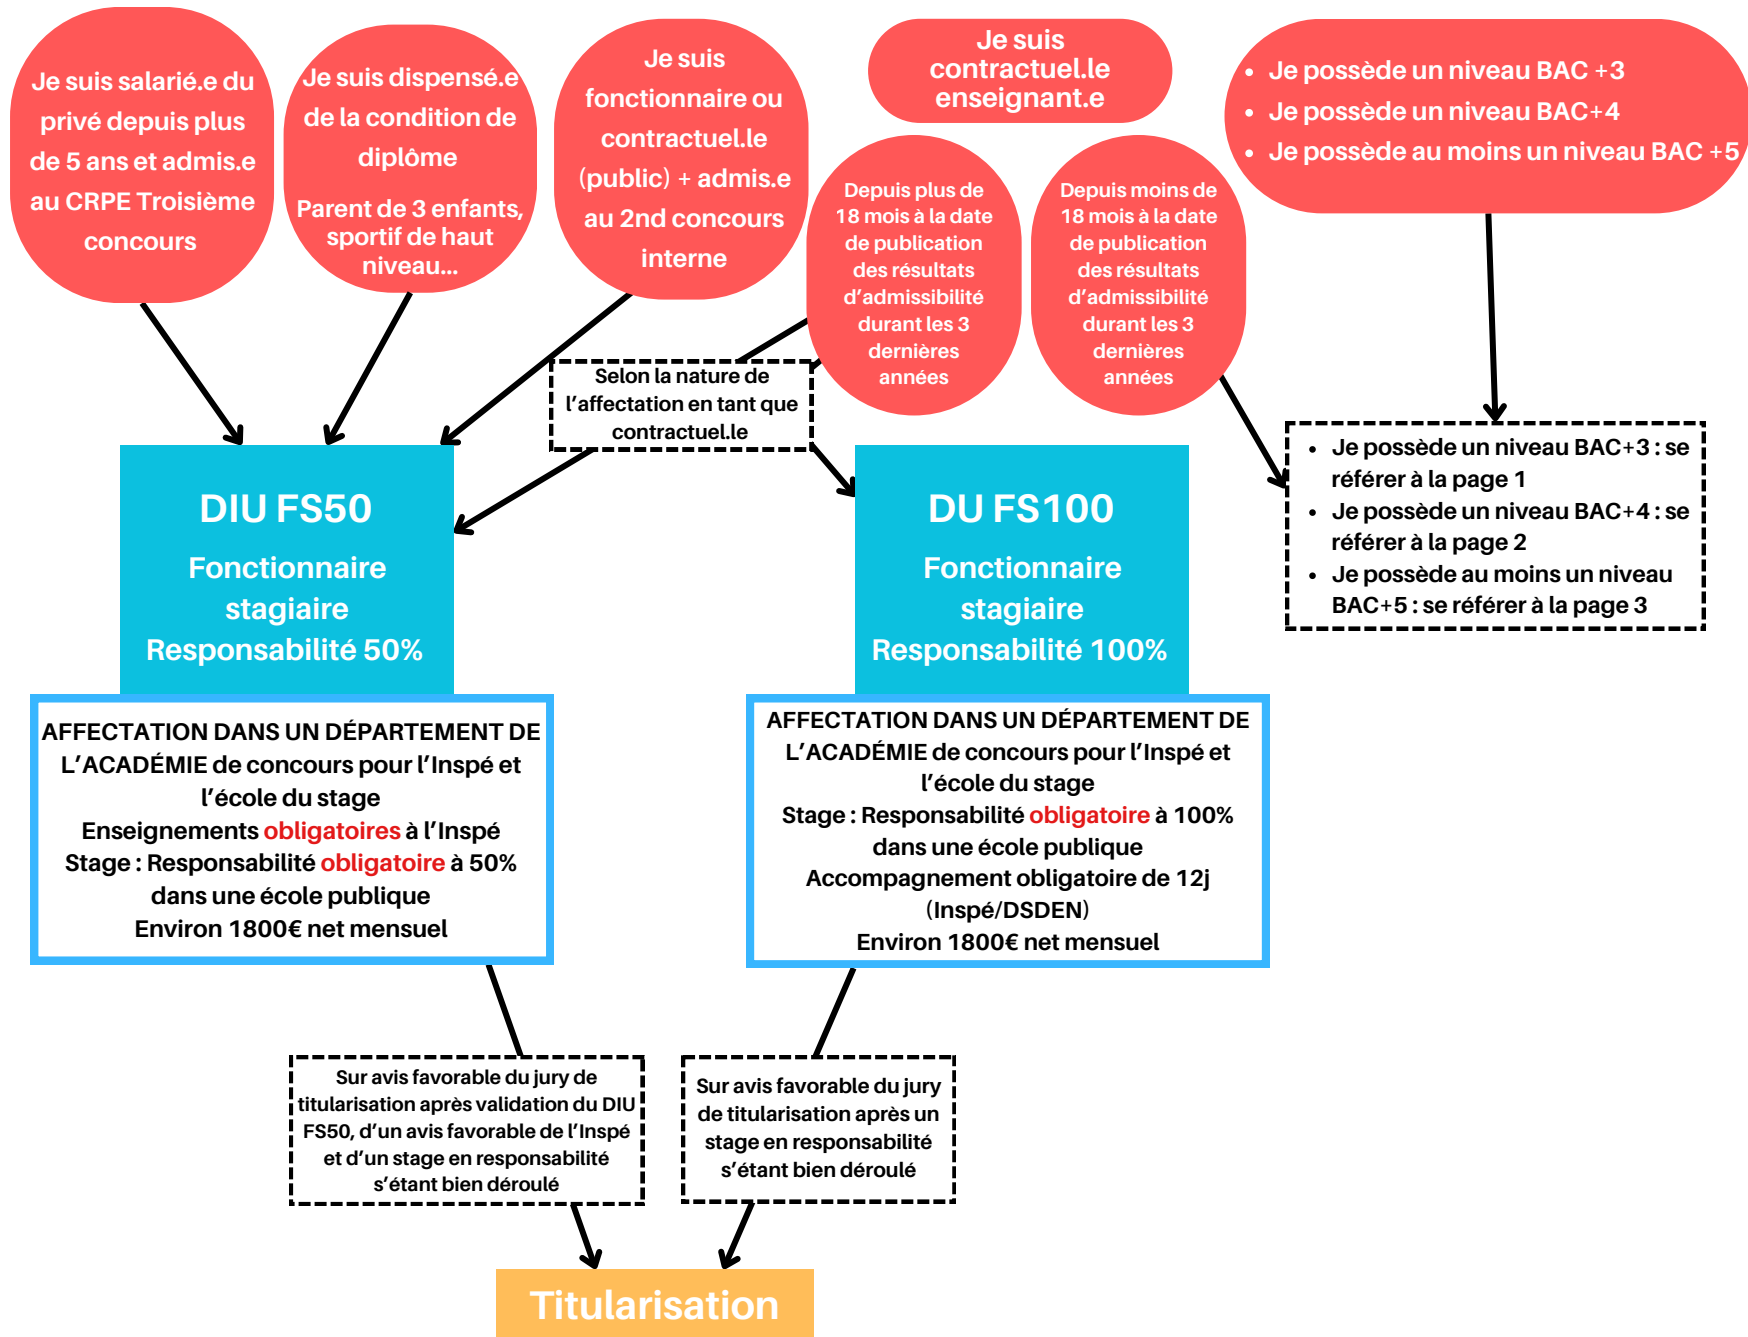 Je suis salarié.e du
privé depuis plus
de 5 ans et admis.e
au CRPE Troisième
concours
Je suis dispensé.e
de la condition de
diplôme
Parent de 3 enfants,
sportif de haut
niveau...
Je suis
fonctionnaire ou
contractuel.le
(public) + admis.e
au 2nd concours
interne
Je suis
contractuel.le
enseignant.e
Depuis plus de
18 mois à la date
de publication
des résultats
d’admissibilité
durant les 3
dernières
années
Depuis moins de
18 mois à la date
de publication
des résultats
d’admissibilité
durant les 3
dernières
années
• Je possède un niveau BAC +3
• Je possède un niveau BAC+4
• Je possède au moins un niveau BAC +5
Selon la nature de
l’affectation en tant que
contractuel.le
• Je possède un niveau BAC+3 : se
référer à la page 1
• Je possède un niveau BAC+4 : se
référer à la page 2
• Je possède au moins un niveau
BAC+5 : se référer à la page 3
DIU FS50
Fonctionnaire
stagiaire
Responsabilité 50%
DU FS100
Fonctionnaire
stagiaire
Responsabilité 100%
AFFECTATION DANS UN DÉPARTEMENT DE
L’ACADÉMIE de concours pour l’Inspé et
l’école du stage
Enseignements obligatoires à l’Inspé
Stage : Responsabilité obligatoire à 50%
dans une école publique
Environ 1800€ net mensuel
AFFECTATION DANS UN DÉPARTEMENT DE
L’ACADÉMIE de concours pour l’Inspé et
l’école du stage
Stage : Responsabilité obligatoire à 100%
dans une école publique
Accompagnement obligatoire de 12j
(Inspé/DSDEN)
Environ 1800€ net mensuel
Sur avis favorable du jury de
titularisation après validation du DIU
FS50, d’un avis favorable de l’Inspé
et d’un stage en responsabilité
s’étant bien déroulé
Sur avis favorable du jury
de titularisation après un
stage en responsabilité
s’étant bien déroulé
Titularisation